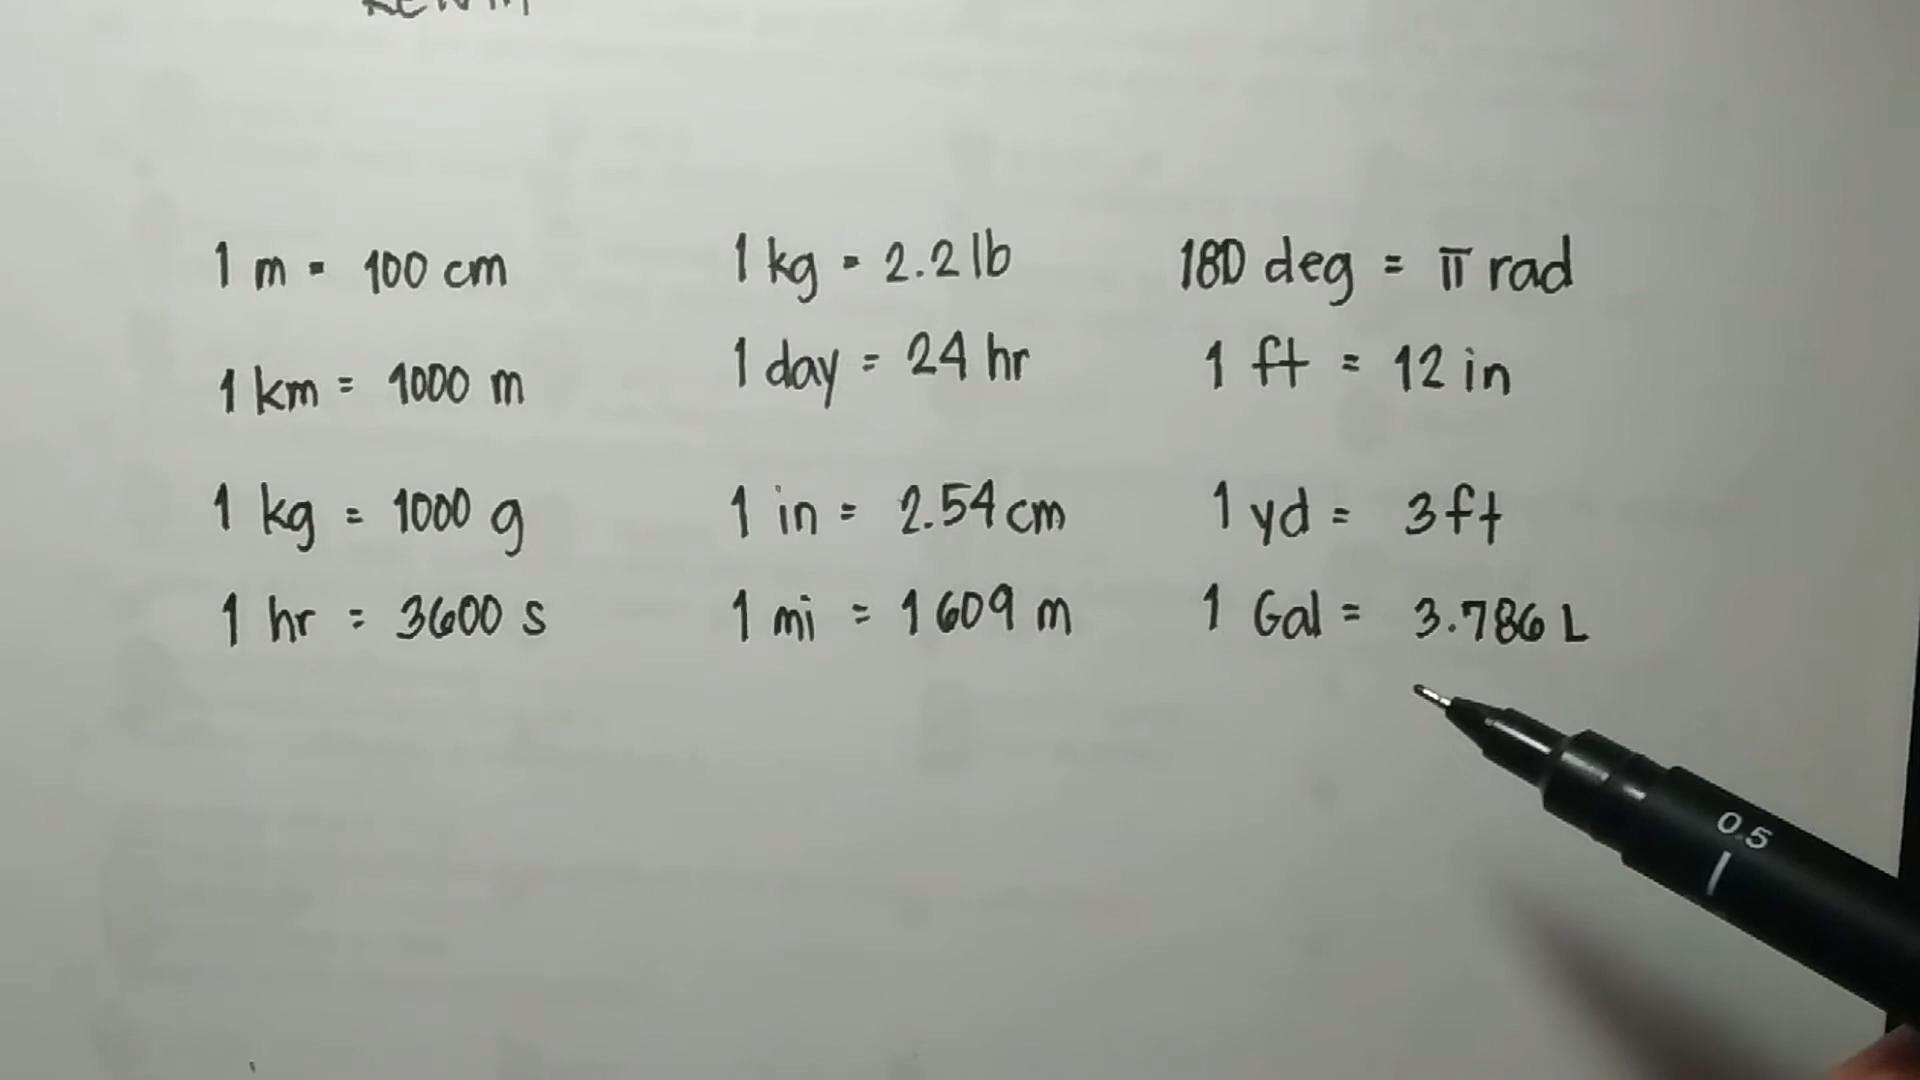 1 m = 100 cm
1 km = 1000 m
1 kg = 1000 g
1 hr = 3600 s
1 kg = 2.2 lb
1 day = 24 hr
1 in = 2.54 cm
1 mi = 1609 m
180 deg = π rad
1 ft = 12 in
1 yd = 3 ft
1 Gal = 3.786 L
0.5